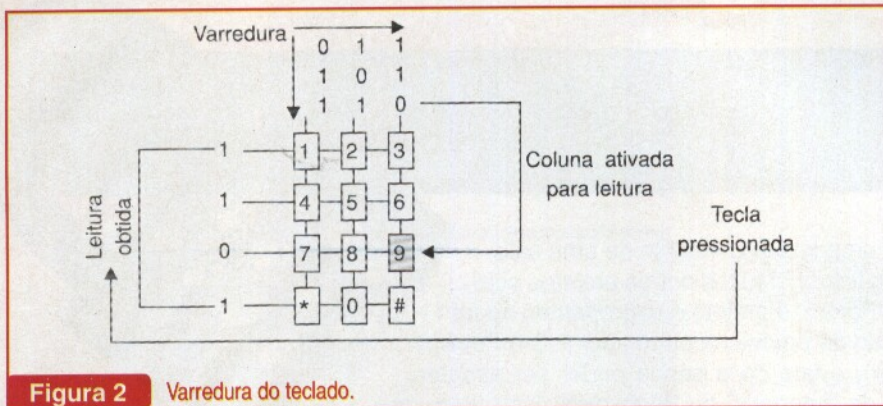 Varredura
0 1 1
1 0 1
1 1 0
1 1 2 3
1 4 5 6
0 7 8 9
1 * 0 #
Leitura
obtida
Coluna ativada
para leitura
Tecla
pressionada
Figura 2 Varredura do teclado.